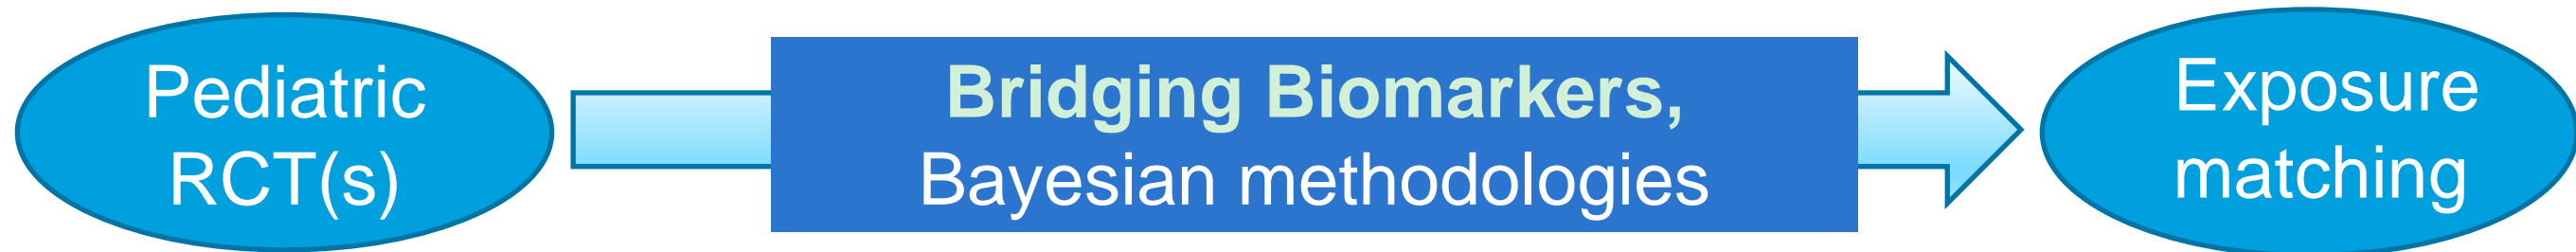 Pediatric
RCT(s)
Bridging Biomarkers,
Bayesian methodologies
Exposure
matching